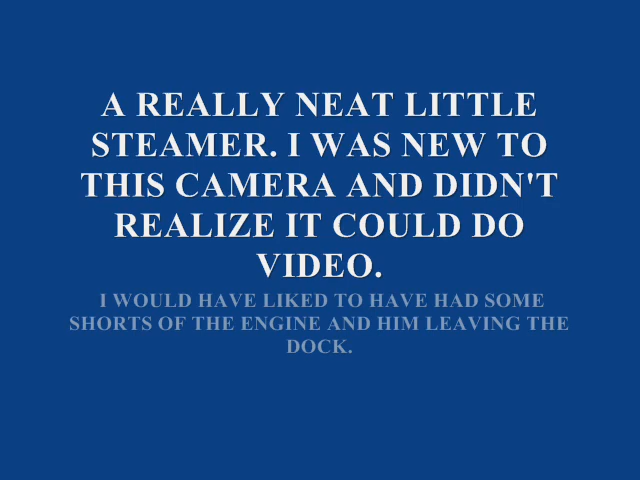 A REALLY NEAT LITTLE
STEAMER. I WAS NEW TO
THIS CAMERA AND DIDN'T
REALIZE IT COULD DO
VIDEO.
I WOULD HAVE LIKED TO HAVE HAD SOME
SHORTS OF THE ENGINE AND HIM LEAVING THE
DOCK.